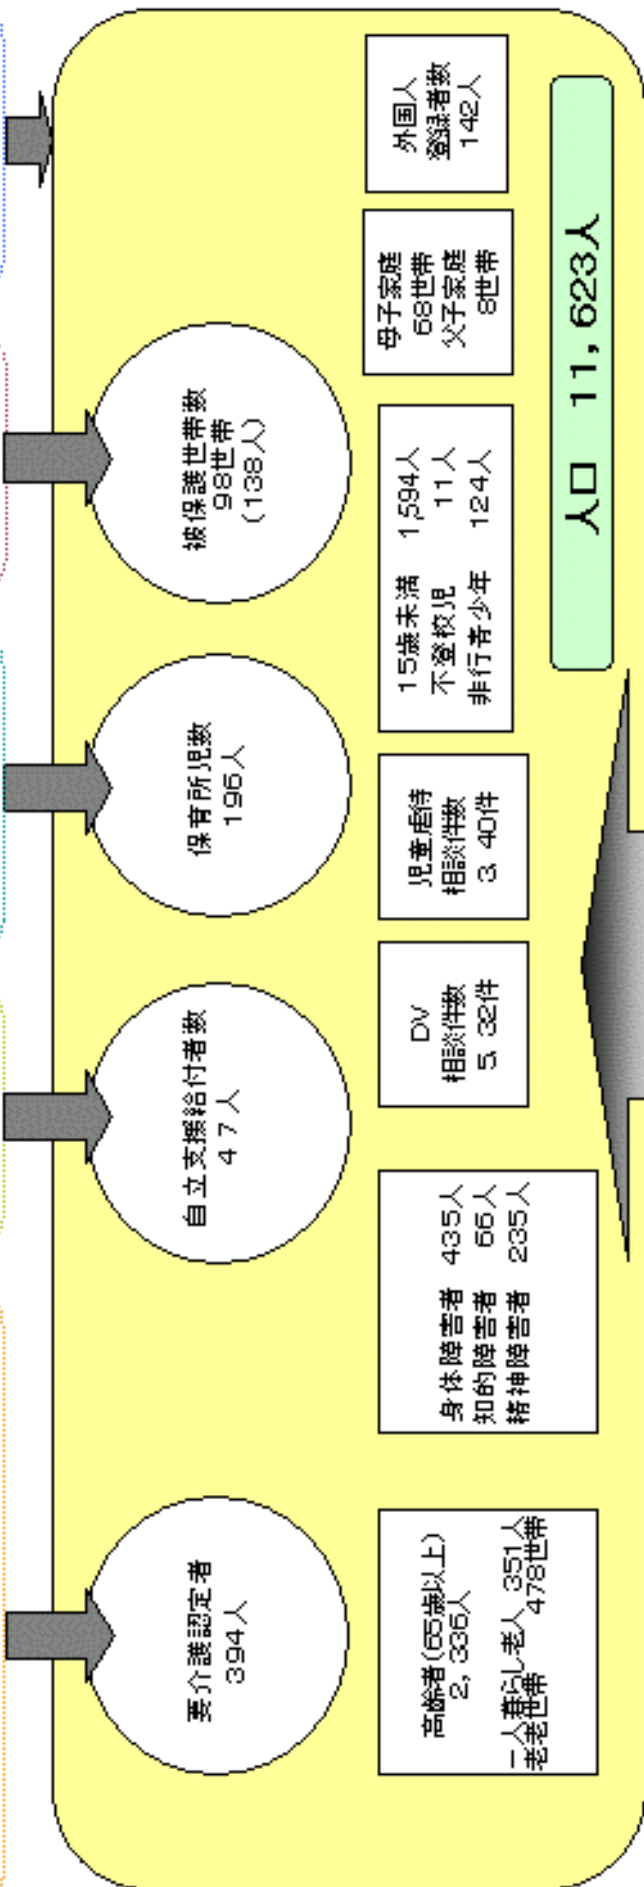 要介護認定者
394人
自立支援給付者数
47人
保育所児数
196人
被保護世帯数
98世帯
(138人)
高齢者(65歳以上)
2,336人
一人暮らし老人 351人
老老世帯 478世帯
身体障害者 435人
知的障害者 66人
精神障害者 235人
DV
相談件数
5.32件
児童虐待
相談件数
3.40件
15歳未満 1,594人
不登校児 11人
非行青少年 124人
母子家庭
68世帯
父子家庭
8世帯
外国人
登録者数
142人
人口 11,623人